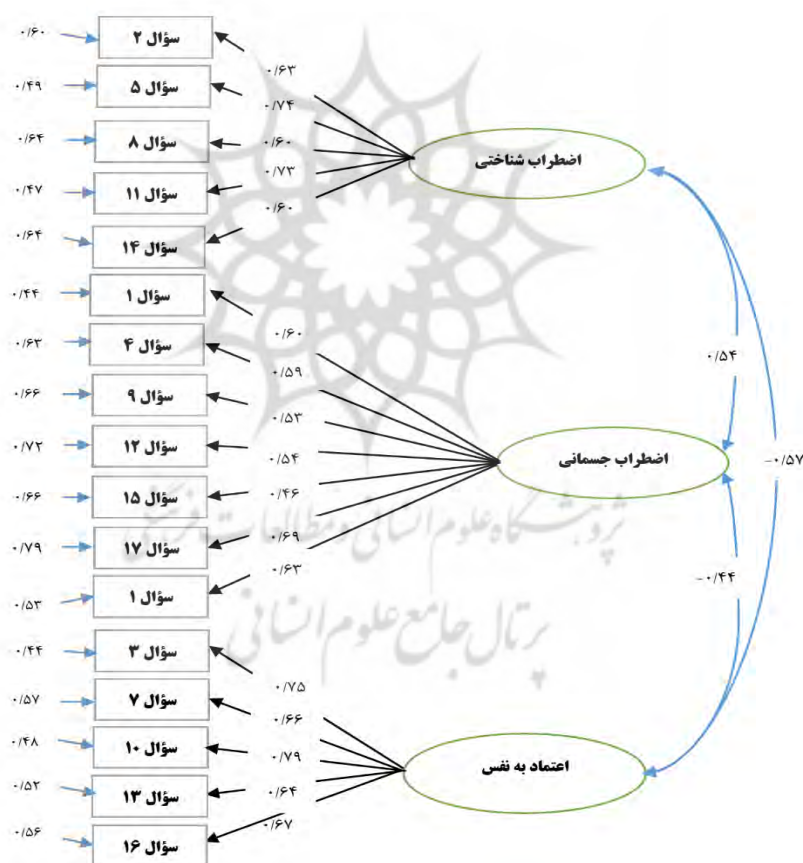 سؤال ۲
۰/۶۰
۰/۶۳
سؤال ۵
۰/۴۹
۰/۷۴
سؤال ۸
۰/۶۴
۰/۶۰
اضطراب شناختی
سؤال ۱۱
۰/۴۷
۰/۷۳
سؤال ۱۴
۰/۶۴
۰/۶۰
سؤال ۱
۰/۴۴
۰/۶۰
سؤال ۴
۰/۶۳
۰/۵۹
۰/۵۴
سؤال ۹
۰/۶۶
۰/۵۳
سؤال ۱۲
۰/۷۲
۰/۵۴
اضطراب جسمانی
-۰/۵۷
سؤال ۱۵
۰/۶۶
۰/۴۶
سؤال ۱۷
۰/۷۹
۰/۶۹
پژوهشگاه علوم انسانی و مطالعات فرهنگی
سؤال ۱
۰/۵۳
۰/۶۳
-۰/۴۴
پرتال جامع علوم انسانی
سؤال ۳
۰/۴۴
۰/۷۵
سؤال ۷
۰/۵۷
۰/۶۶
سؤال ۱۰
۰/۴۸
۰/۷۹
اعتماد به نفس
سؤال ۱۳
۰/۵۲
۰/۶۴
سؤال ۱۶
۰/۵۶
۰/۶۷